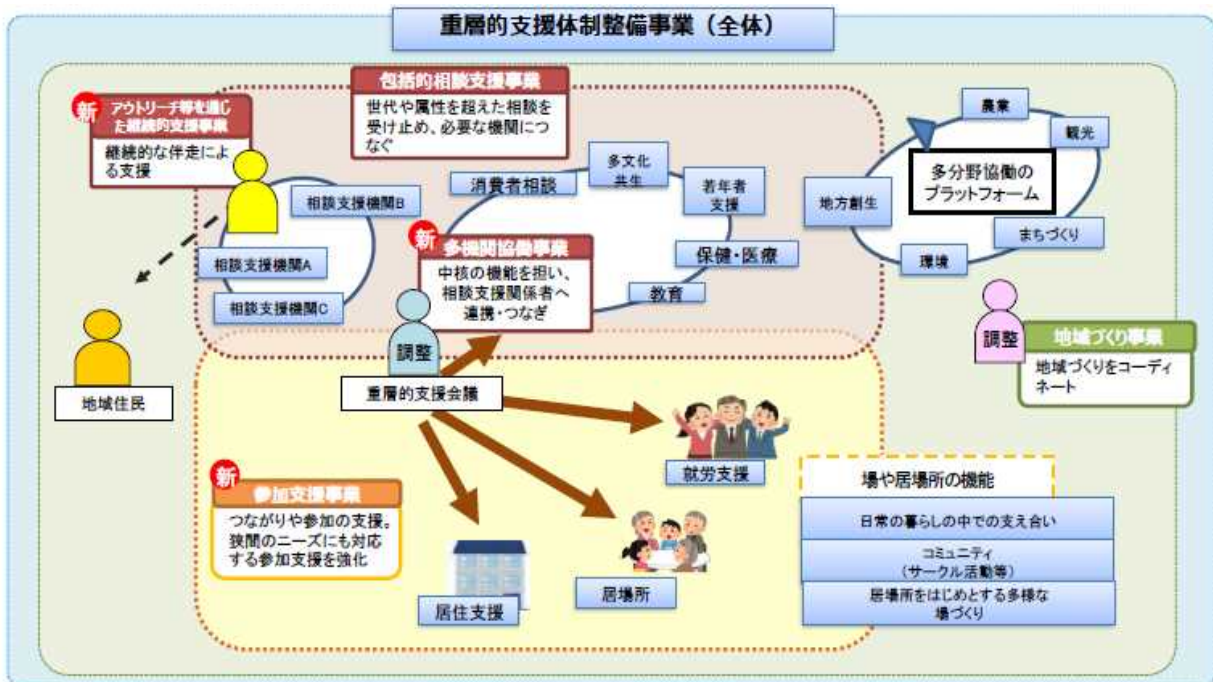 重層的支援体制整備事業（全体）
新
アウトリーチ等を通じ
た継続的支援事業
継続的な伴走によ
る支援
包括的相談支援事業
世代や属性を超えた相談を
受け止め、必要な機関につ
なぐ
相談支援機関B
相談支援機関A
相談支援機関C
消費者相談
多文化
共生
若年者
支援
保健・医療
教育
新
多機関協働事業
中核の機能を担い、
相談支援関係者へ
連携・つなぎ
農業
観光
多分野協働の
プラットフォーム
地方創生
まちづくり
環境
調整
地域づくり事業
地域づくりをコーディ
ネート
地域住民
調整
重層的支援会議
新
参加支援事業
つながりや参加の支援。
狭間のニーズにも対応
する参加支援を強化
就労支援
居場所
居住支援
場や居場所の機能
日常の暮らしの中での支え合い
コミュニティ
（サークル活動等）
居場所をはじめとする多様な
場づくり